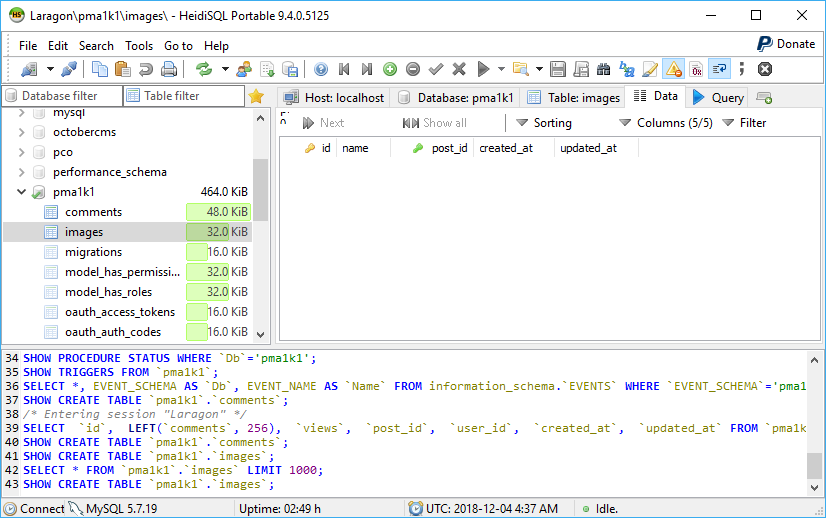 Laragon\pma1k1\images\ - HeidiSQL Portable 9.4.0.5125
File Edit Search Tools Go to Help
Donate
Database filter Table filter
Host: localhost Database: pma1k1 Table: images Data Query
Next Show all Sorting Columns (5/5) Filter
id name post_id created_at updated_at
mysql
octobercms
pco
performance_schema
pma1k1 464.0 KiB
comments 48.0 KiB
images 32.0 KiB
migrations 16.0 KiB
model_has_permissi... 32.0 KiB
model_has_roles 32.0 KiB
oauth_access_tokens 16.0 KiB
oauth_auth_codes 16.0 KiB
34 SHOW PROCEDURE STATUS WHERE `Db`='pma1k1';
35 SHOW TRIGGERS FROM `pma1k1`;
36 SELECT *, EVENT_SCHEMA AS `Db`, EVENT_NAME AS `Name` FROM information_schema.`EVENTS` WHERE `EVENT_SCHEMA`='pma1
37 SHOW CREATE TABLE `pma1k1`.`comments`;
38 /* Entering session "Laragon" */
39 SELECT `id`, LEFT(`comments`, 256), `views`, `post_id`, `user_id`, `created_at`, `updated_at` FROM `pma1k
40 SHOW CREATE TABLE `pma1k1`.`comments`;
41 SHOW CREATE TABLE `pma1k1`.`images`;
42 SELECT * FROM `pma1k1`.`images` LIMIT 1000;
43 SHOW CREATE TABLE `pma1k1`.`images`;
Connect MySQL 5.7.19 Uptime: 02:49 h UTC: 2018-12-04 4:37 AM Idle.